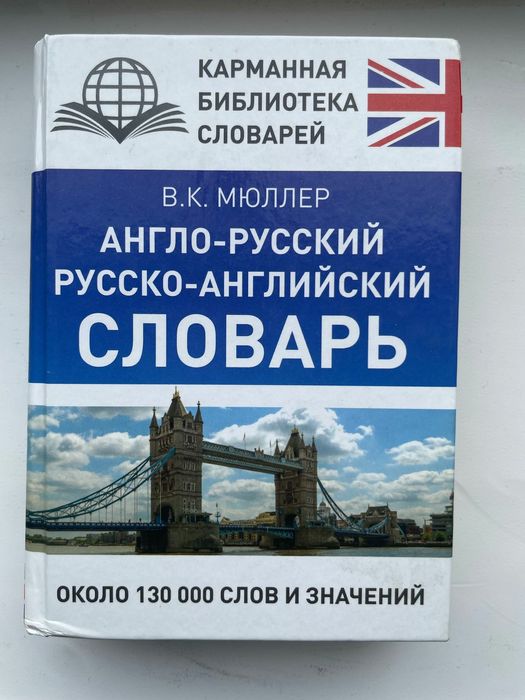 КАРМАННАЯ
БИБЛИОТЕКА
СЛОВАРЕЙ
В.К. МЮЛЛЕР
АНГЛО-РУССКИЙ
РУССКО-АНГЛИЙСКИЙ
СЛОВАРЬ
ОКОЛО 130 000 СЛОВ И ЗНАЧЕНИЙ